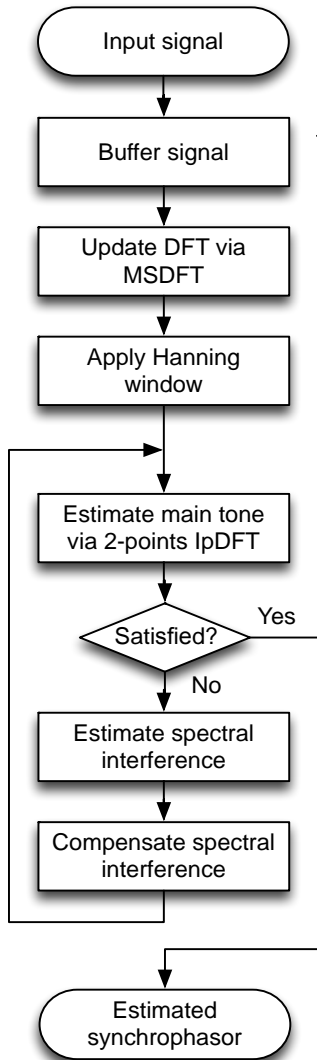 Input signal
Buffer signal
Update DFT via
MSDFT
Apply Hanning
window
Estimate main tone
via 2-points IpDFT
Satisfied?
Yes
No
Estimate spectral
interference
Compensate spectral
interference
Estimated
synchrophasor